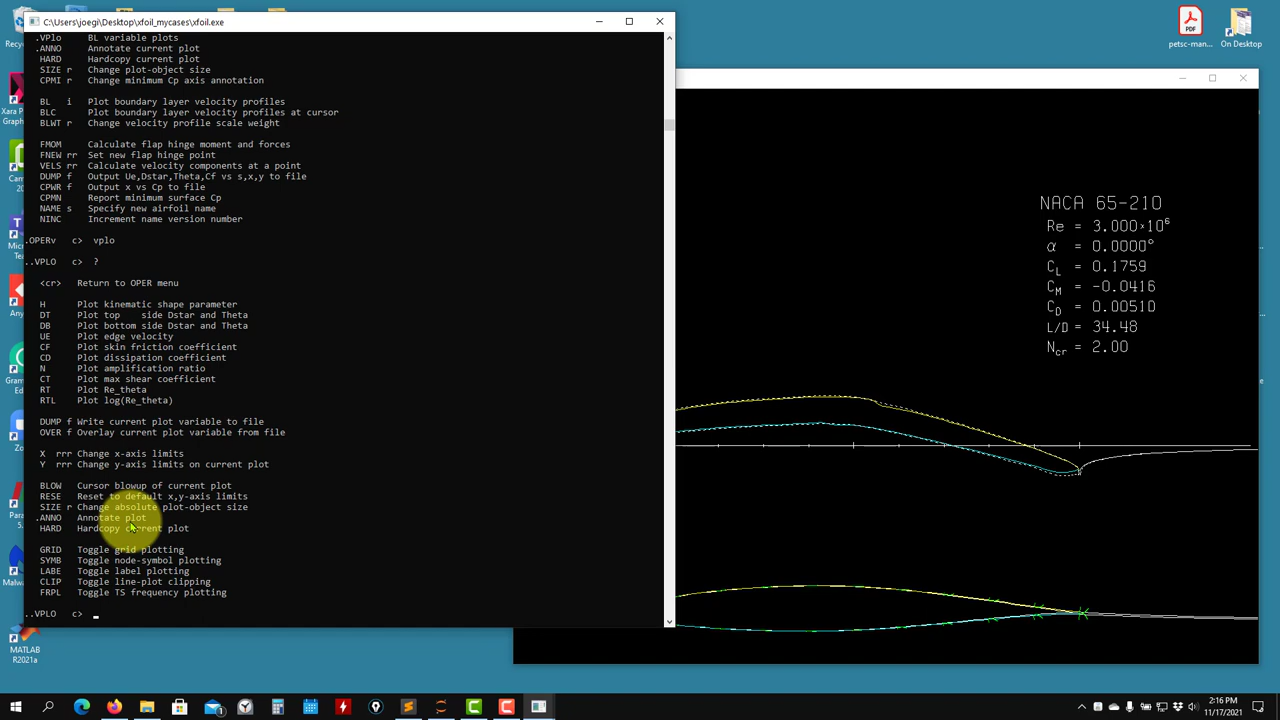 C:\Users\joegi\Desktop\xfoil_mycases\xfoil.exe
.VPlo BL variable plots
.ANNO Annotate current plot
HARD Hardcopy current plot
SIZE r Change plot-object size
CPMI r Change minimum Cp axis annotation
BL i Plot boundary layer velocity profiles
BLC Plot boundary layer velocity profiles at cursor
BLWT r Change velocity profile scale weight
FMOM Calculate flap hinge moment and forces
FNEW rr Set new flap hinge point
VELS rr Calculate velocity components at a point
DUMP f Output Ue,Dstar,Theta,Cf vs s,x,y to file
CPWR f Output x vs Cp to file
CPMN Report minimum surface Cp
NAME s Specify new airfoil name
NINC Increment name version number
.OPERv c> vplo
..VPLO c> ?
<cr> Return to OPER menu
H Plot kinematic shape parameter
DT Plot top side Dstar and Theta
DB Plot bottom side Dstar and Theta
UE Plot edge velocity
CF Plot skin friction coefficient
CD Plot dissipation coefficient
N Plot amplification ratio
CT Plot max shear coefficient
RT Plot Re_theta
RTL Plot log(Re_theta)
DUMP f Write current plot variable to file
OVER f Overlay current plot variable from file
X rrr Change x-axis limits
Y rrr Change y-axis limits on current plot
BLOW Cursor blowup of current plot
RESE Reset to default x,y-axis limits
SIZE r Change absolute plot-object size
.ANNO Annotate plot
HARD Hardcopy current plot
GRID Toggle grid plotting
SYMB Toggle node-symbol plotting
LABE Toggle label plotting
CLIP Toggle line-plot clipping
FRPL Toggle TS frequency plotting
..VPLO c>
NACA 65-210
Re = 3.000×10⁶
α = 0.0000°
CL = 0.1759
CM = -0.0416
CD = 0.0051D
L/D = 34.48
Ncr = 2.00
petsc-man...
On Desktop
MATLAB
R2021a
2:16 PM
11/17/2021